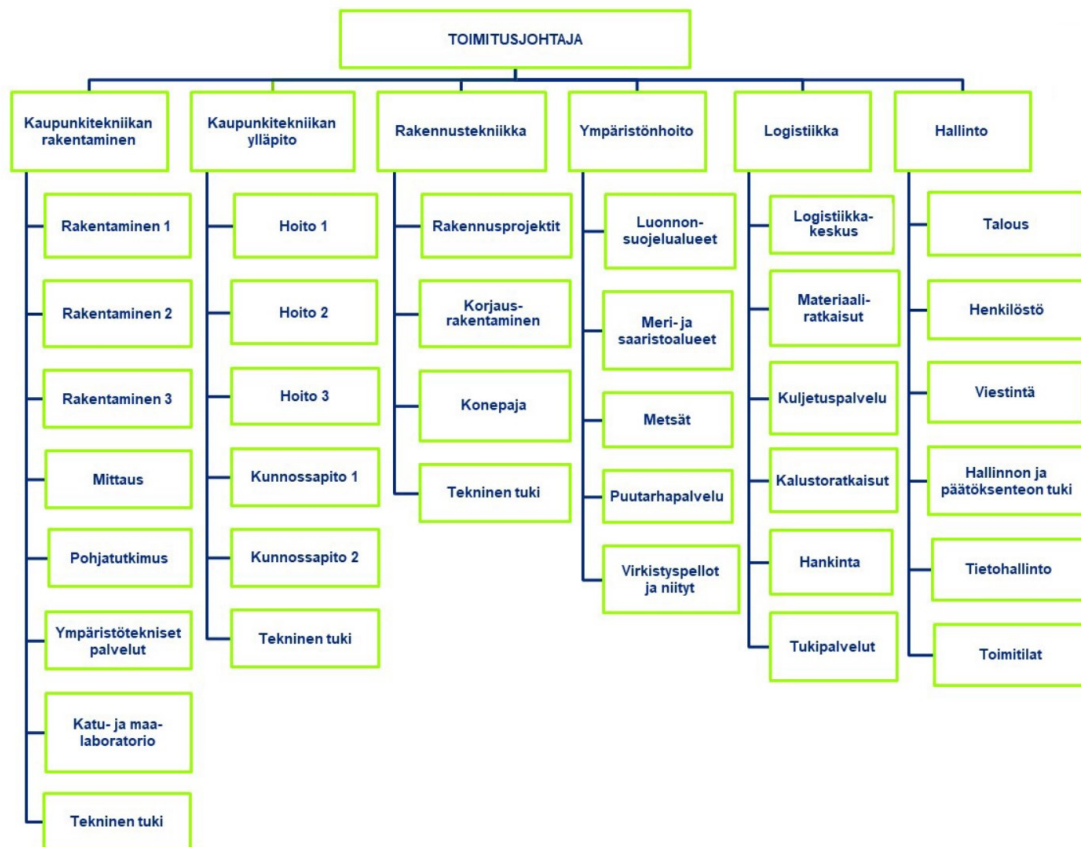 TOIMITUSJOHTAJA
Kaupunkitekniikan
rakentaminen
Rakentaminen 1
Rakentaminen 2
Rakentaminen 3
Mittaus
Pohjatutkimus
Ympäristötekniset
palvelut
Katu- ja maa-
laboratorio
Tekninen tuki
Kaupunkitekniikan
ylläpito
Hoito 1
Hoito 2
Hoito 3
Kunnossapito 1
Kunnossapito 2
Tekninen tuki
Rakennustekniikka
Rakennusprojektit
Korjaus-
rakentaminen
Konepaja
Tekninen tuki
Ympäristönhoito
Luonnon-
suojelualueet
Meri- ja
saaristoalueet
Metsät
Puutarhapalvelu
Virkistyspellot
ja niityt
Logistiikka
Logistiikka-
keskus
Materiaali-
ratkaisut
Kuljetuspalvelu
Kalustoratkaisut
Hankinta
Tukipalvelut
Hallinto
Talous
Henkilöstö
Viestintä
Hallinnon ja
päätöksenteon tuki
Tietohallinto
Toimitilat